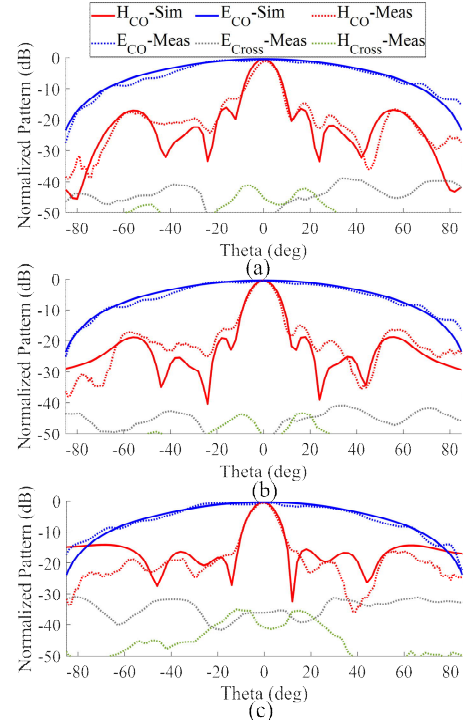 H_CO-Sim E_CO-Sim H_CO-Meas
E_CO-Meas E_Cross-Meas H_Cross-Meas
Normalized Pattern (dB)
0
-10
-20
-30
-40
-50
-80 -60 -40 -20 0 20 40 60 80
Theta (deg)
(a)
Normalized Pattern (dB)
0
-10
-20
-30
-40
-50
-80 -60 -40 -20 0 20 40 60 80
Theta (deg)
(b)
Normalized Pattern (dB)
0
-10
-20
-30
-40
-50
-80 -60 -40 -20 0 20 40 60 80
Theta (deg)
(c)